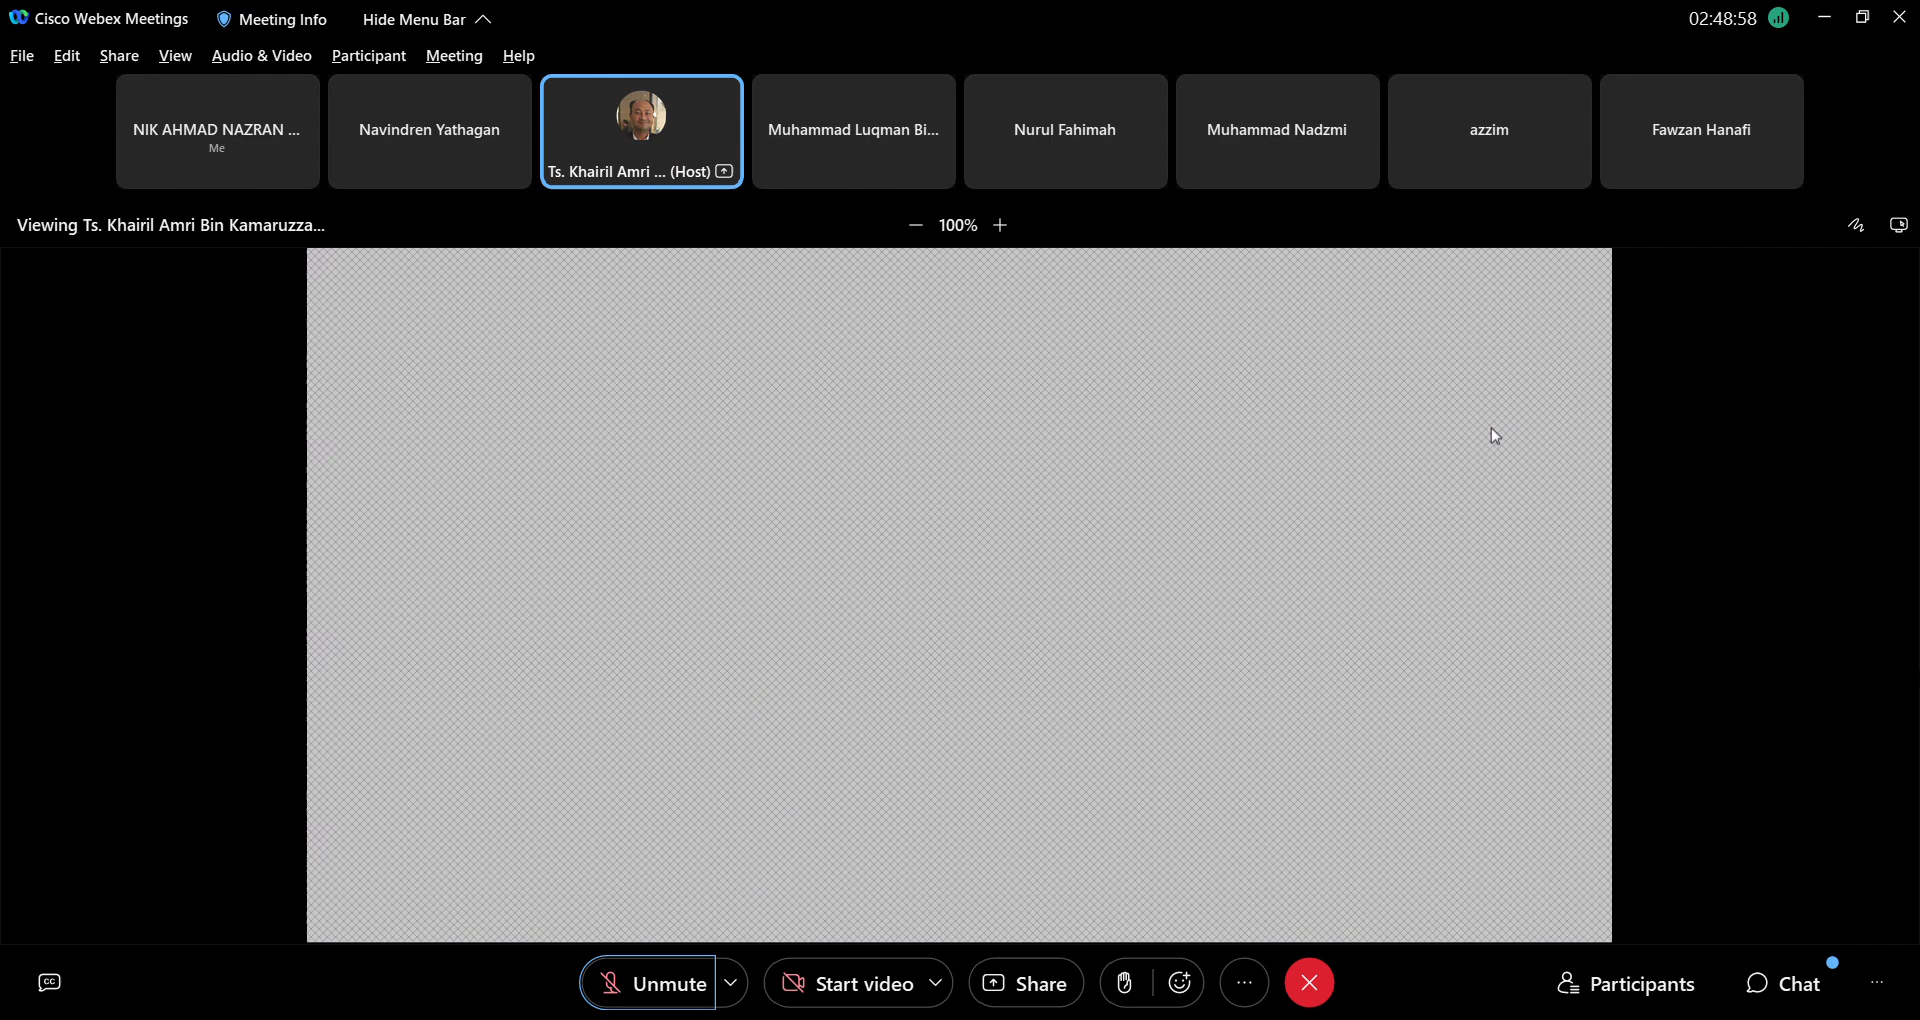 Cisco Webex Meetings Meeting Info Hide Menu Bar 02:48:58
File Edit Share View Audio & Video Participant Meeting Help
NIK AHMAD NAZRAN ...
Me
Navindren Yathagan
Ts. Khairil Amri ... (Host)
Muhammad Luqman Bi...
Nurul Fahimah
Muhammad Nadzmi
azzim
Fawzan Hanafi
Viewing Ts. Khairil Amri Bin Kamaruzza... 100%
CC Unmute Start video Share Participants Chat